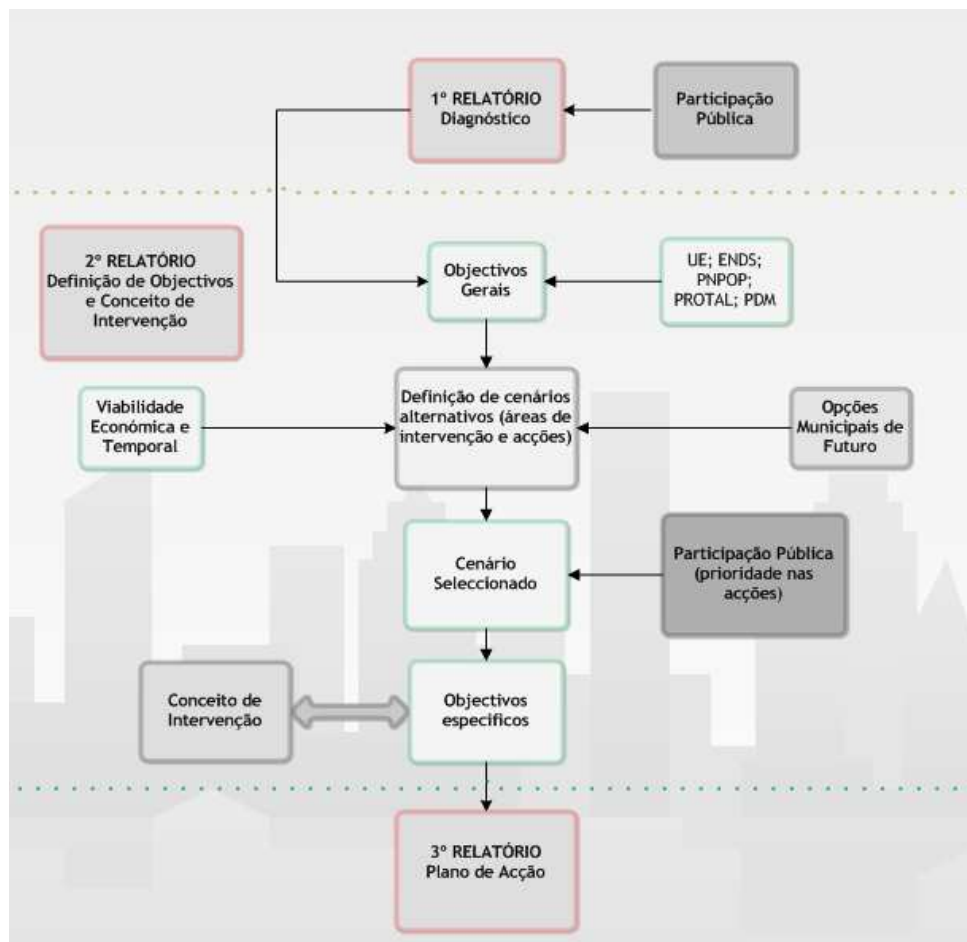 1º RELATÓRIO
Diagnóstico
Participação
Pública
2º RELATÓRIO
Definição de Objectivos
e Conceito de
Intervenção
Objectivos
Gerais
UE; ENDS;
PNPOP;
PROTAL; PDM
Viabilidade
Económica e
Temporal
Definição de cenários
alternativos (áreas de
intervenção e acções)
Opções
Municipais de
Futuro
Cenário
Seleccionado
Participação Pública
(prioridade nas
acções)
Conceito de
Intervenção
Objectivos
especificos
3º RELATÓRIO
Plano de Acção